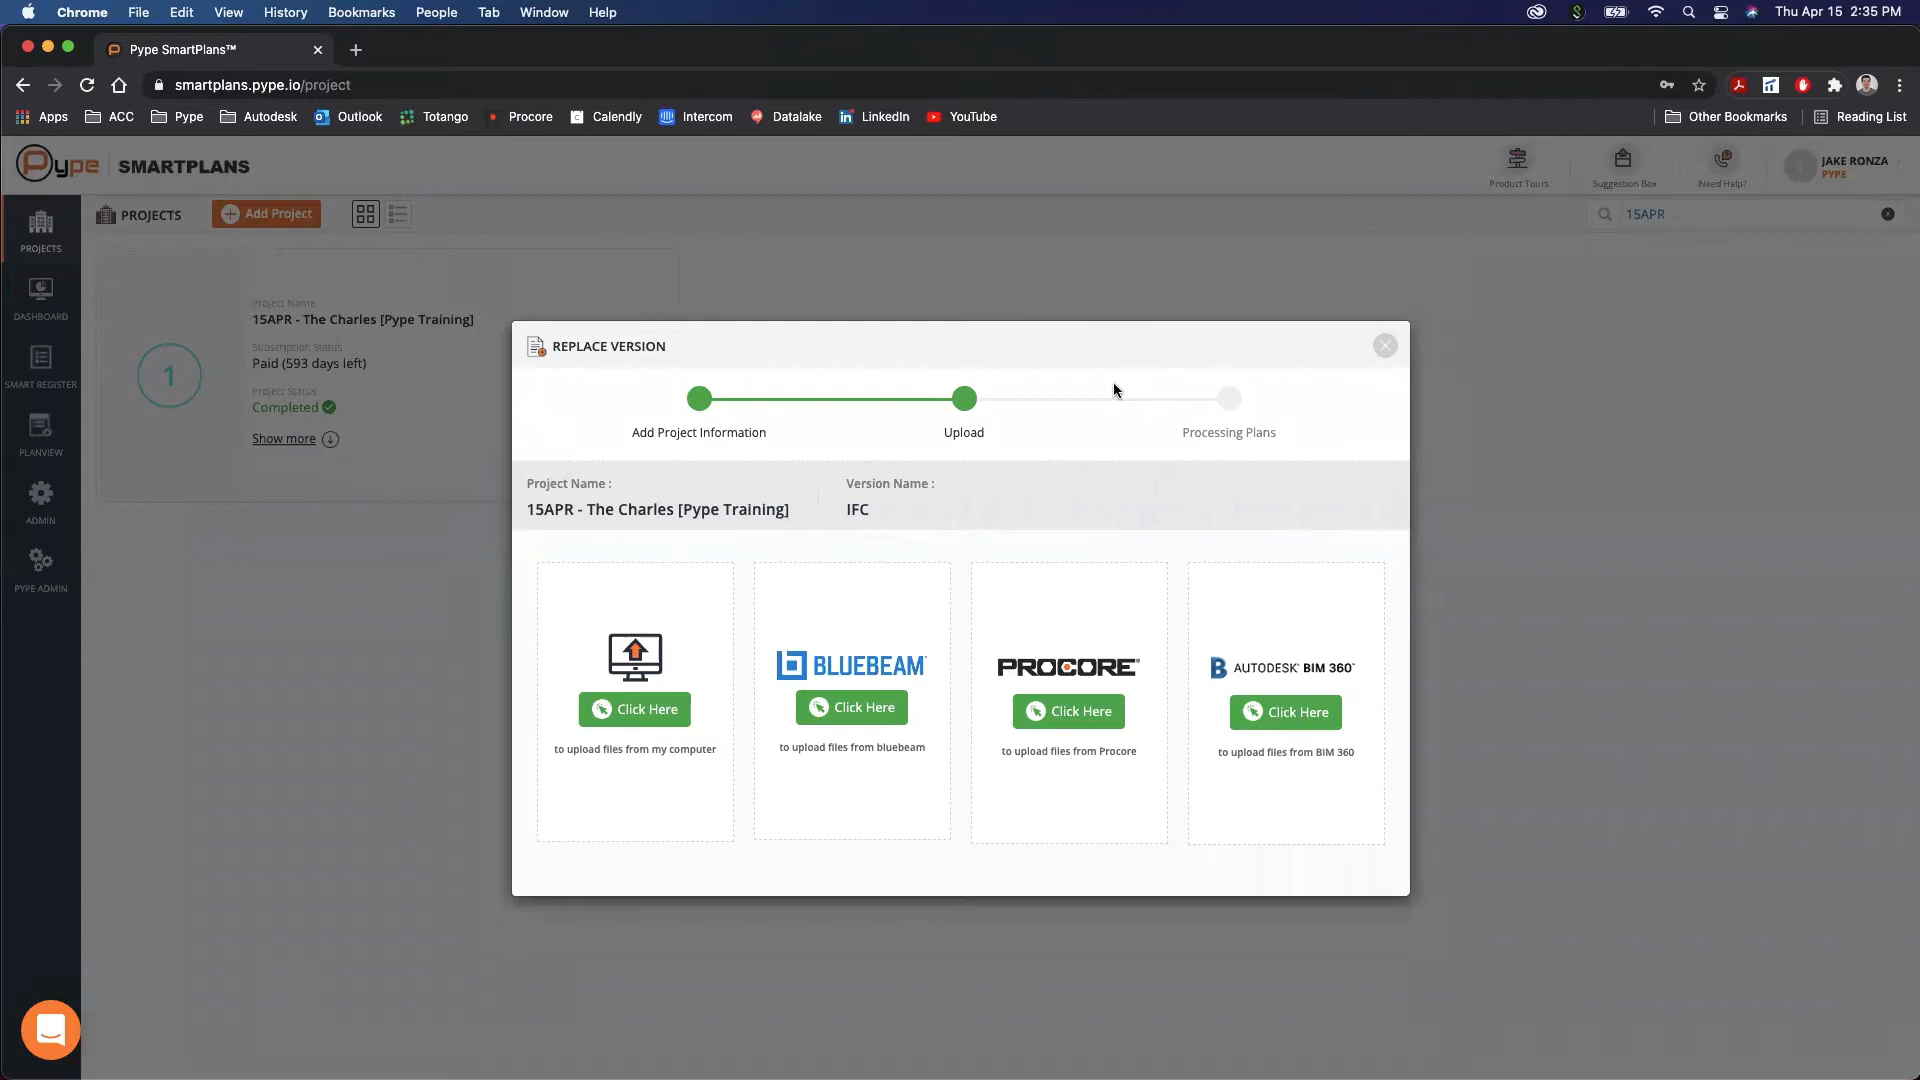 Chrome File Edit View History Bookmarks People Tab Window Help Thu Apr 15 2:35 PM
Pype SmartPlans™
smartplans.pype.io/project
Apps ACC Pype Autodesk Outlook Totango Procore Calendly Intercom Datalake LinkedIn YouTube Other Bookmarks Reading List
Pype SMARTPLANS
Product Tours Suggestion Box Need Help?
JAKE RONZA
PYPE
PROJECTS Add Project 15APR
PROJECTS
DASHBOARD
SMART REGISTER
PLANVIEW
ADMIN
PYPE ADMIN
1
Project Name
15APR - The Charles [Pype Training]
Subscription Status
Paid (593 days left)
Project Status
Completed
Show more
REPLACE VERSION
Add Project Information Upload Processing Plans
Project Name : Version Name :
15APR - The Charles [Pype Training] IFC
Click Here
to upload files from my computer
BLUEBEAM
Click Here
to upload files from bluebeam
PROCORE
Click Here
to upload files from Procore
AUTODESK BIM 360
Click Here
to upload files from BIM 360